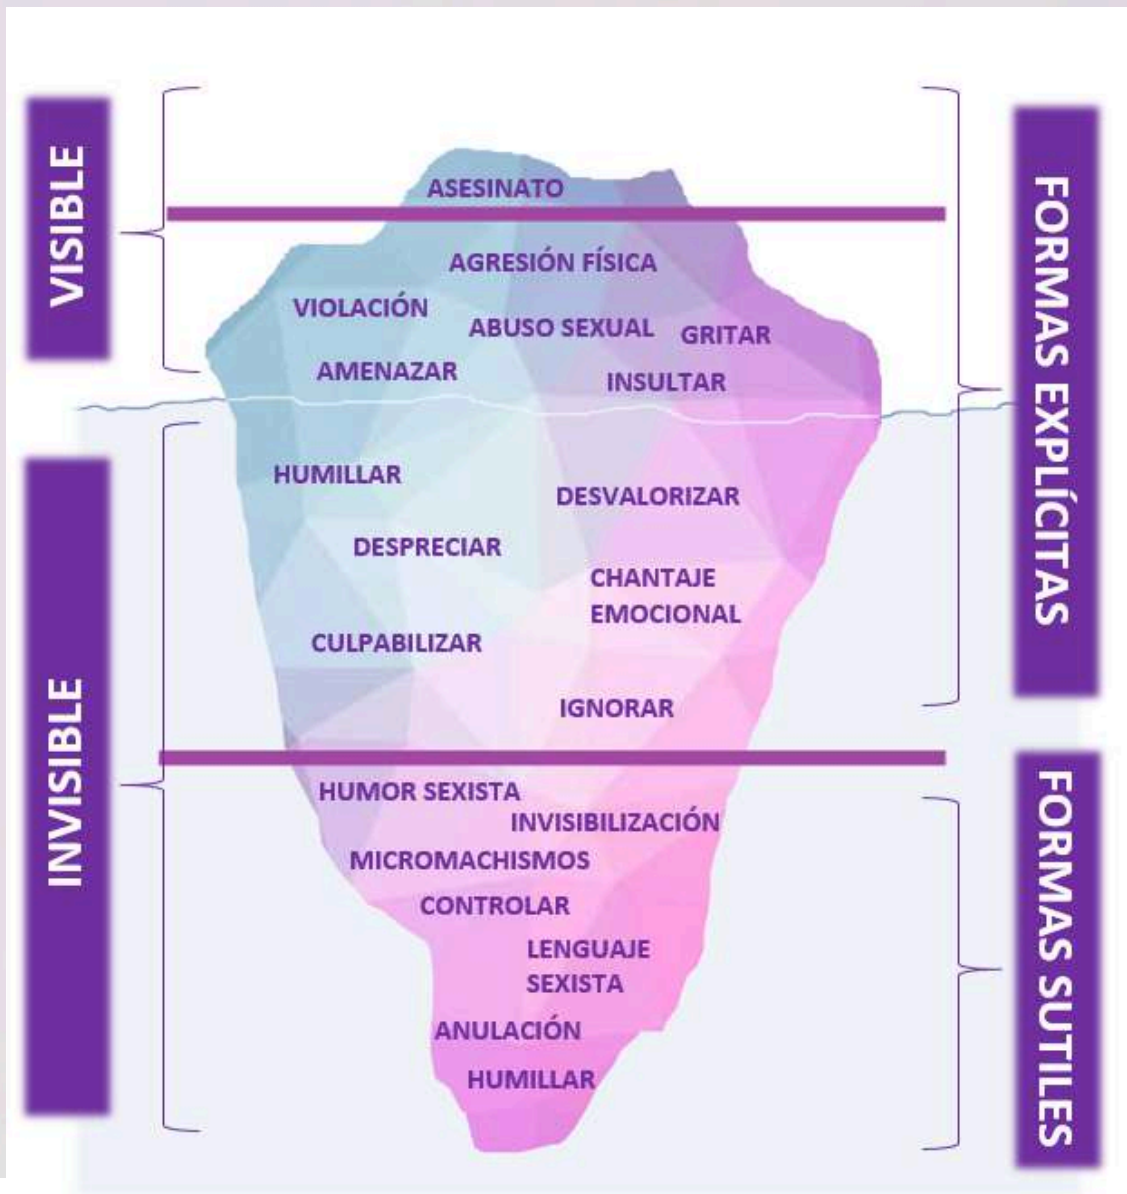 VISIBLE
FORMAS EXPLÍCITAS
ASESINATO
AGRESIÓN FÍSICA
VIOLACIÓN
ABUSO SEXUAL
GRITAR
AMENAZAR
INSULTAR
INVISIBLE
HUMILLAR
DESVALORIZAR
DESPRECIAR
CHANTAJE
EMOCIONAL
CULPABILIZAR
IGNORAR
FORMAS SUTILES
HUMOR SEXISTA
INVISIBILIZACIÓN
MICROMACHISMOS
CONTROLAR
LENGUAJE
SEXISTA
ANULACIÓN
HUMILLAR